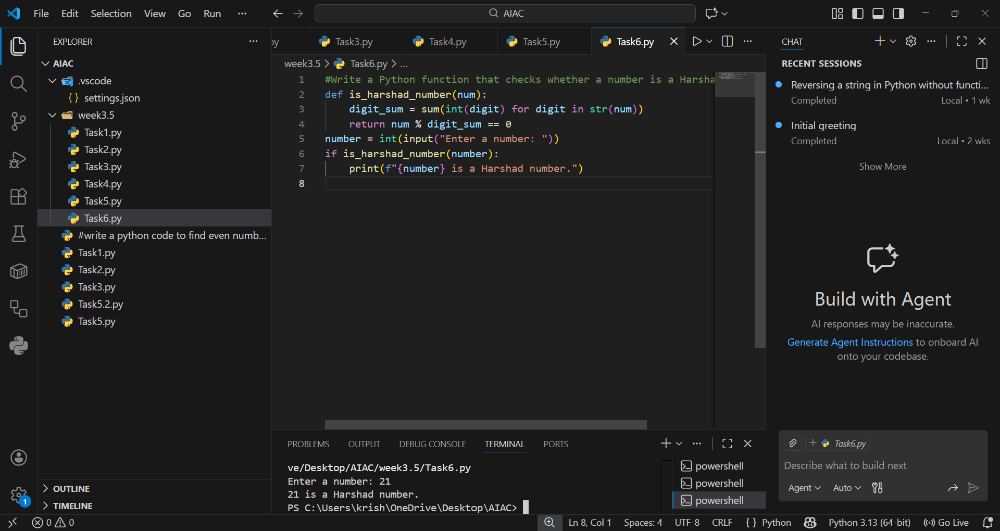 File Edit Selection View Go Run ···
AIAC
EXPLORER
AIAC
.vscode
{ } settings.json
week3.5
Task1.py
Task2.py
Task3.py
Task4.py
Task5.py
Task6.py
#write a python code to find even numb...
Task1.py
Task2.py
Task3.py
Task5.2.py
Task5.py
OUTLINE
TIMELINE
py Task3.py Task4.py Task5.py Task6.py
week3.5 > Task6.py > ...
1 #Write a Python function that checks whether a number is a Harsha
2 def is_harshad_number(num):
3     digit_sum = sum(int(digit) for digit in str(num))
4     return num % digit_sum == 0
5 number = int(input("Enter a number: "))
6 if is_harshad_number(number):
7     print(f"{number} is a Harshad number.")
8
PROBLEMS OUTPUT DEBUG CONSOLE TERMINAL PORTS
ve/Desktop/AIAC/week3.5/Task6.py
Enter a number: 21
21 is a Harshad number.
PS C:\Users\krish\OneDrive\Desktop\AIAC>
powershell
powershell
powershell
CHAT
RECENT SESSIONS
Reversing a string in Python without functi...
Completed Local • 1 wk
Initial greeting
Completed Local • 2 wks
Show More
Build with Agent
AI responses may be inaccurate.
Generate Agent Instructions to onboard AI
onto your codebase.
Task6.py
Describe what to build next
Agent Auto
1
0 0 Ln 8, Col 1 Spaces: 4 UTF-8 CRLF { } Python Python 3.13 (64-bit) Go Live